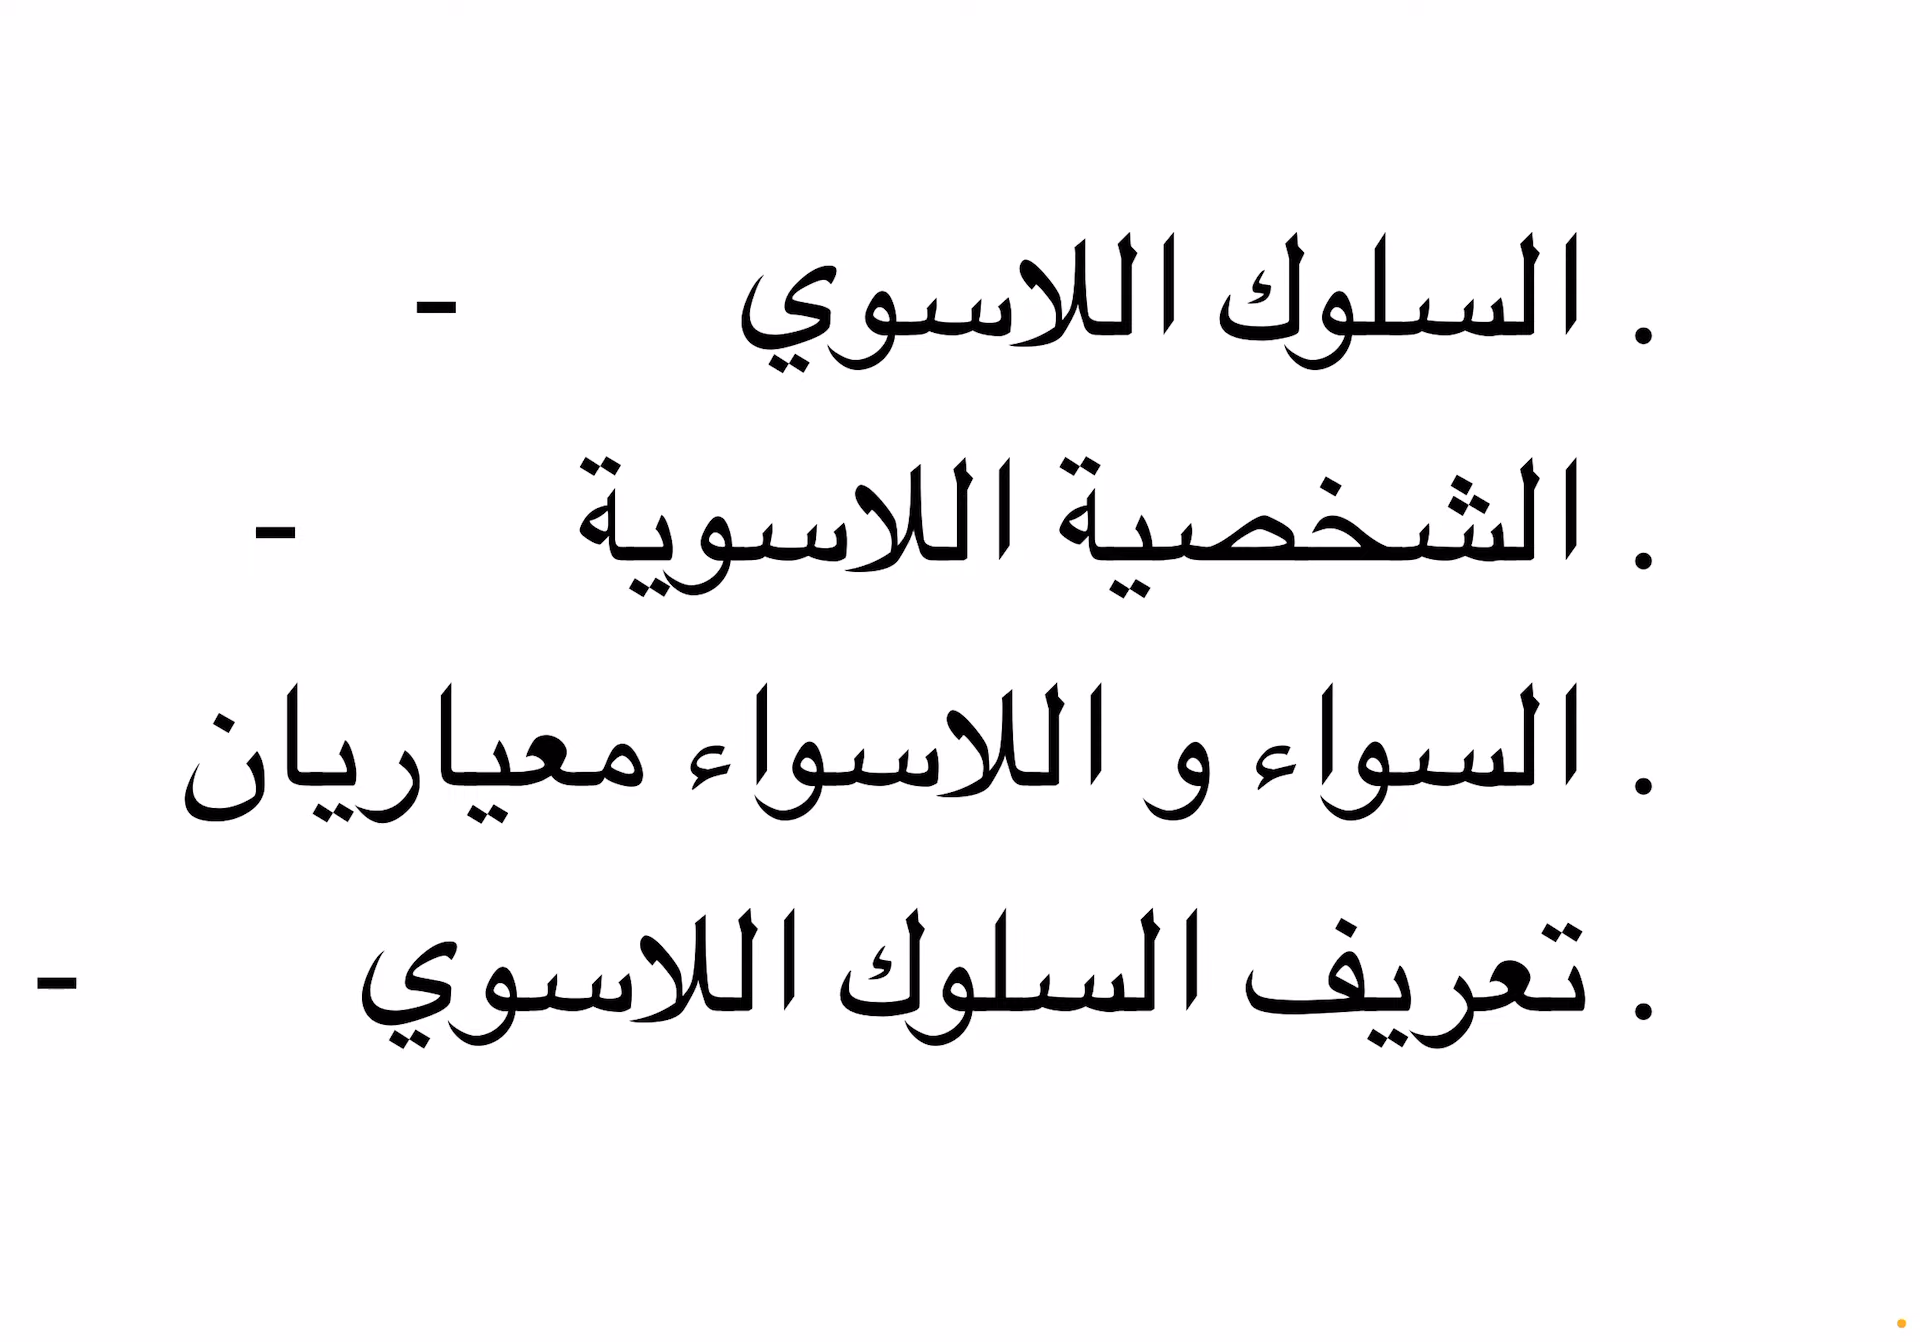 . السلوك اللاسوي -
. الشخصية اللاسوية -
. السواء و اللاسواء معياريان
. تعريف السلوك اللاسوي -